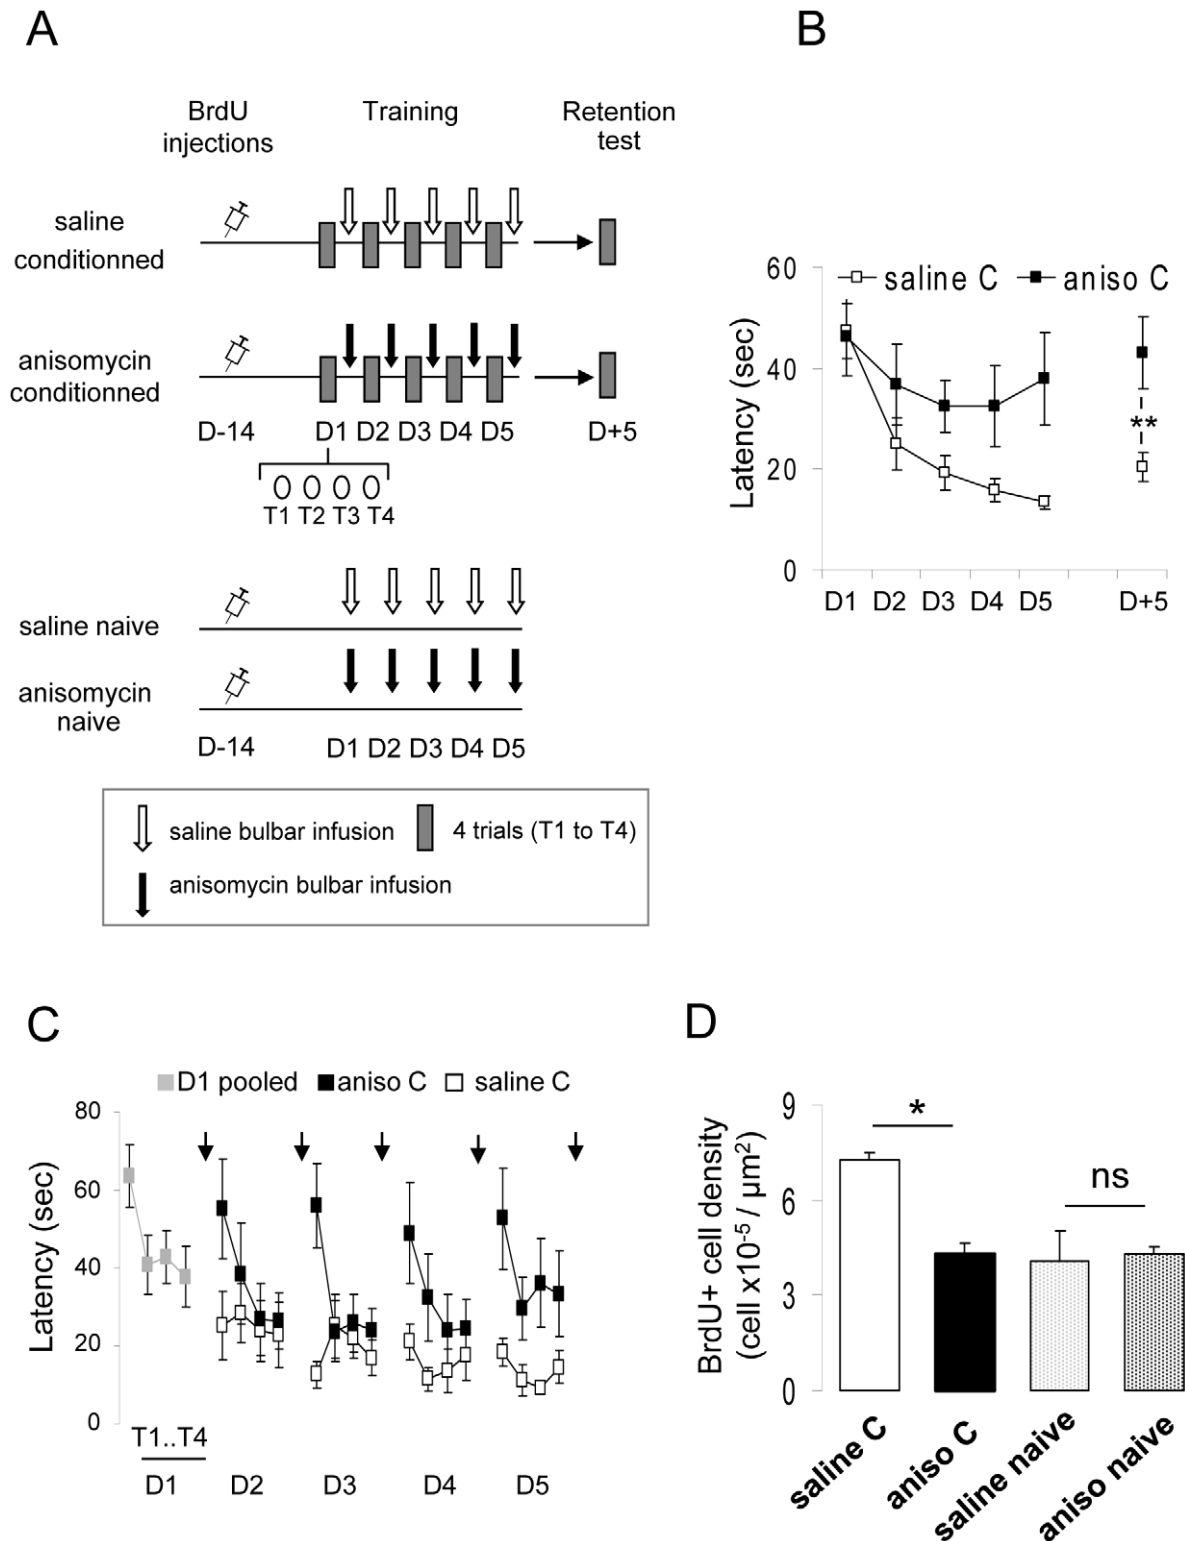 A
BrdU
injections
Training
Retention
test
saline
conditionned
anisomycin
conditionned
D-14
D1 D2 D3 D4 D5
D+5
T1 T2 T3 T4
saline naive
anisomycin
naive
D-14
D1 D2 D3 D4 D5
saline bulbar infusion
4 trials (T1 to T4)
anisomycin bulbar infusion
B
saline C
aniso C
Latency (sec)
60
40
20
0
**
D1 D2 D3 D4 D5 D+5
C
D1 pooled
aniso C
saline C
Latency (sec)
80
60
40
20
0
T1..T4
D1 D2 D3 D4 D5
D
BrdU+ cell density
(cell x10⁻⁵ / µm²)
9
6
3
0
*
ns
saline C
aniso C
saline naive
aniso naive